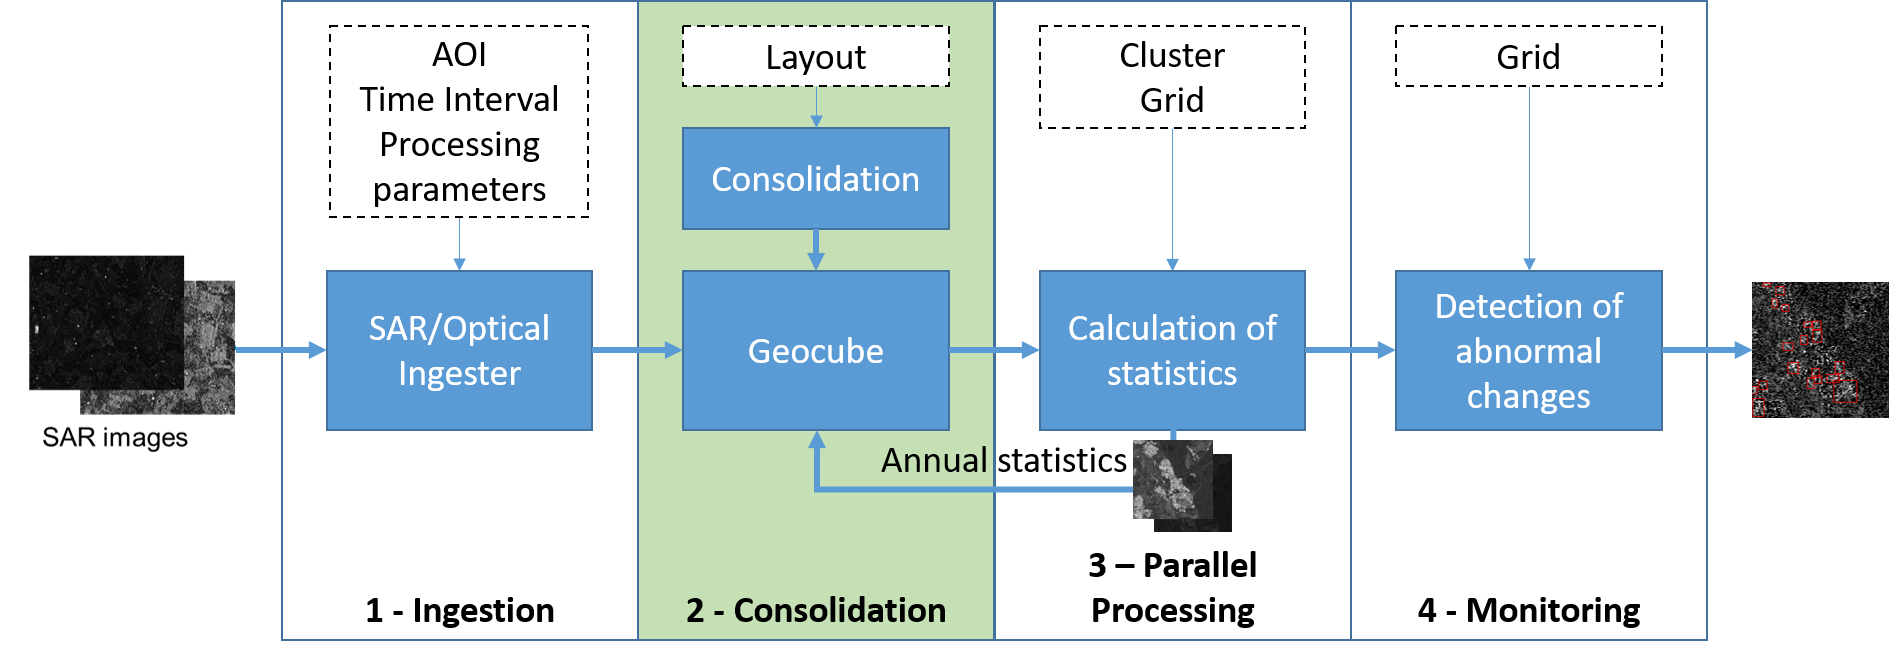 AOI
Time Interval
Processing
parameters
Layout
Cluster
Grid
Grid
Consolidation
SAR/Optical
Ingester
Geocube
Calculation of
statistics
Detection of
abnormal
changes
SAR images
Annual statistics
1 - Ingestion
2 - Consolidation
3 – Parallel
Processing
4 - Monitoring